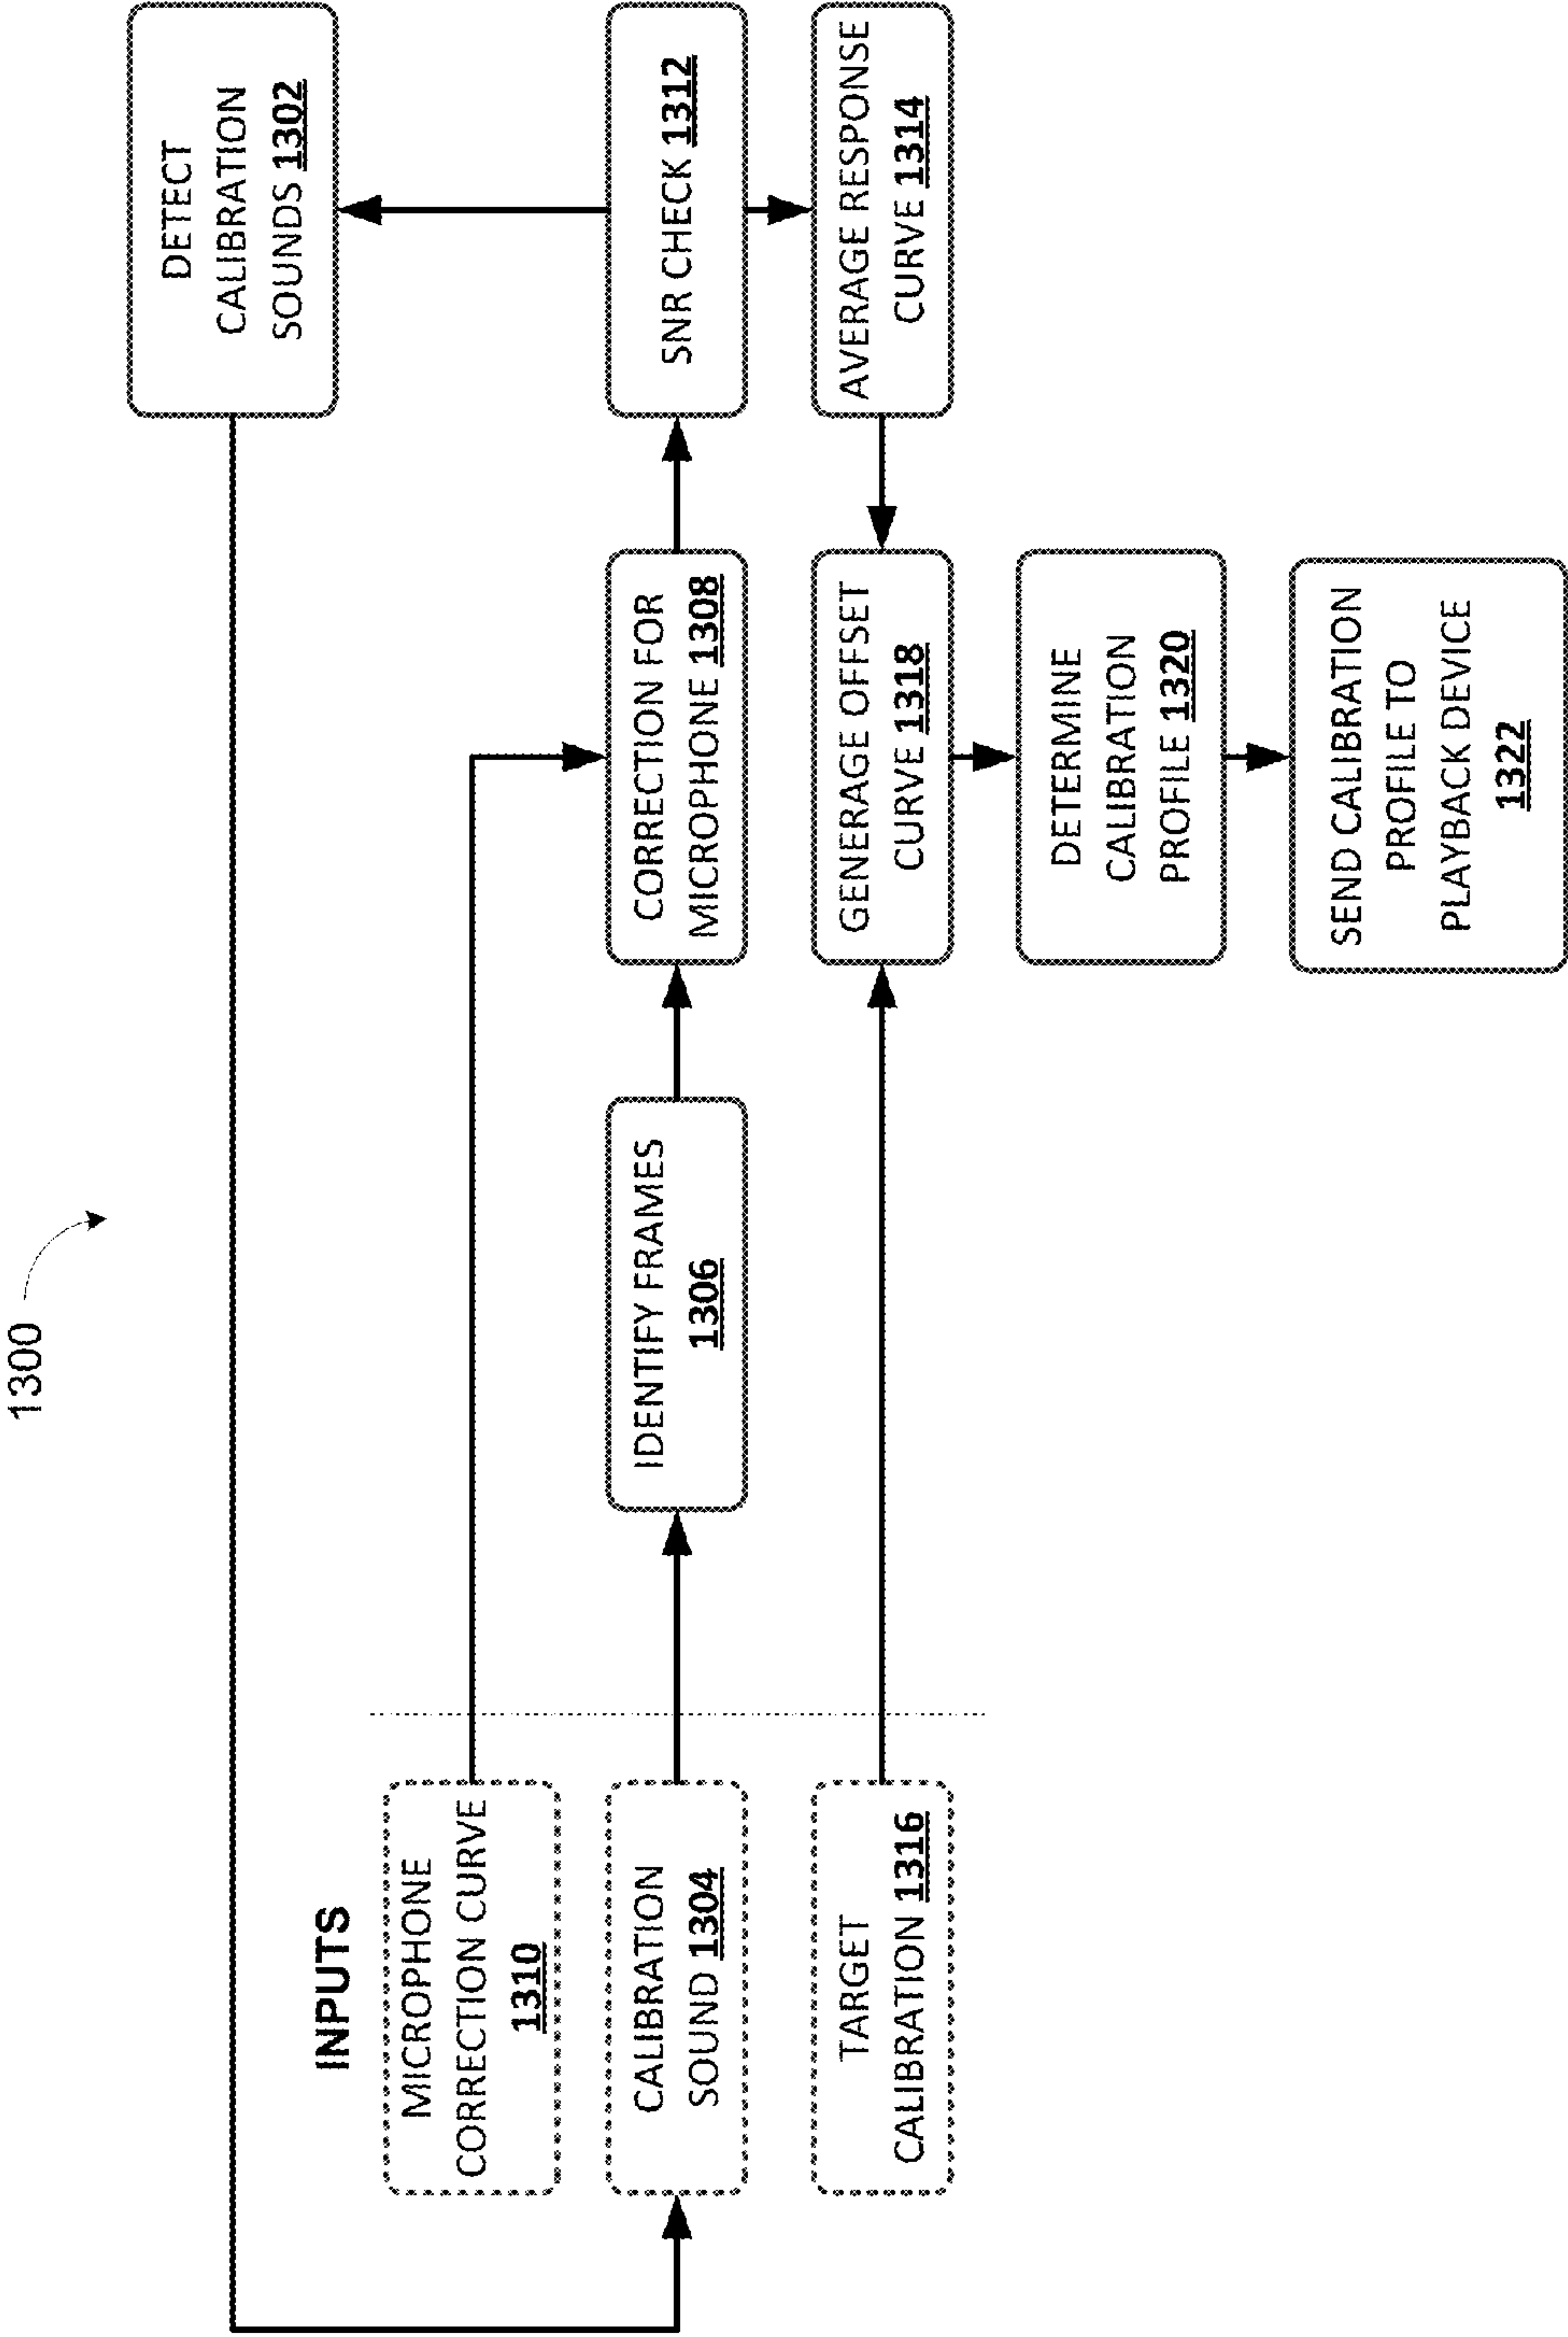 1300
DETECT
CALIBRATION
SOUNDS 1302
INPUTS
MICROPHONE
CORRECTION CURVE
1310
CALIBRATION
SOUND 1304
IDENTIFY FRAMES
1306
CORRECTION FOR
MICROPHONE 1308
SNR CHECK 1312
TARGET
CALIBRATION 1316
GENERAGE OFFSET
CURVE 1318
AVERAGE RESPONSE
CURVE 1314
DETERMINE
CALIBRATION
PROFILE 1320
SEND CALIBRATION
PROFILE TO
PLAYBACK DEVICE
1322